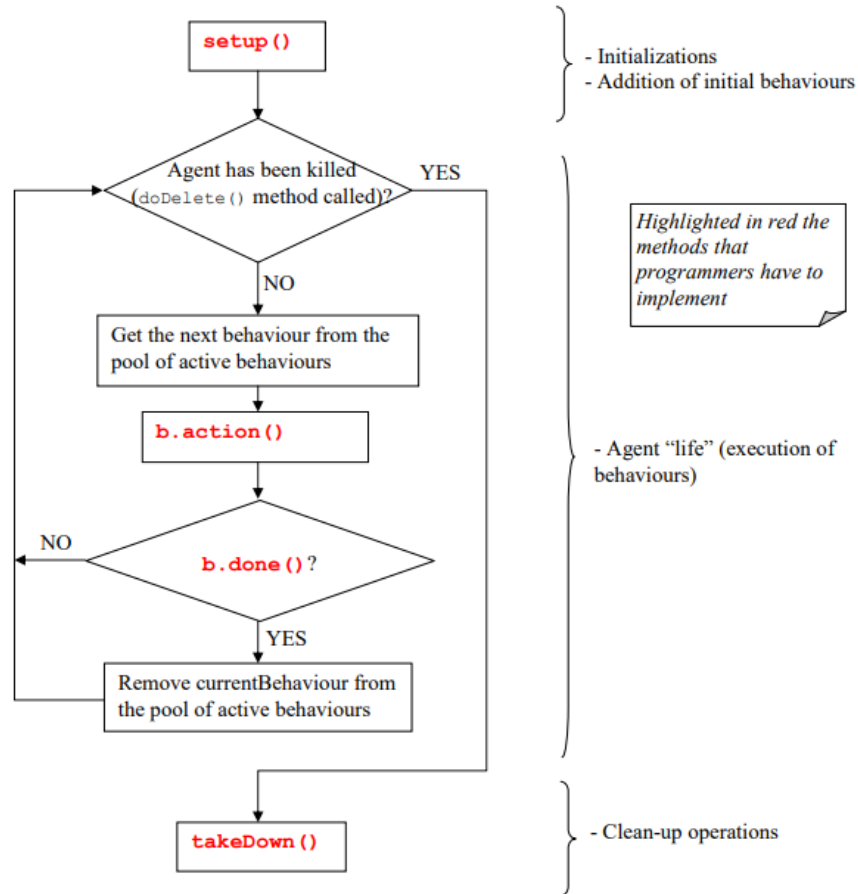 setup()
- Initializations
- Addition of initial behaviours
Agent has been killed
(doDelete() method called)?
YES
Highlighted in red the
methods that
programmers have to
implement
NO
Get the next behaviour from the
pool of active behaviours
b.action()
- Agent “life” (execution of
behaviours)
NO
b.done()?
YES
Remove currentBehaviour from
the pool of active behaviours
takeDown()
- Clean-up operations